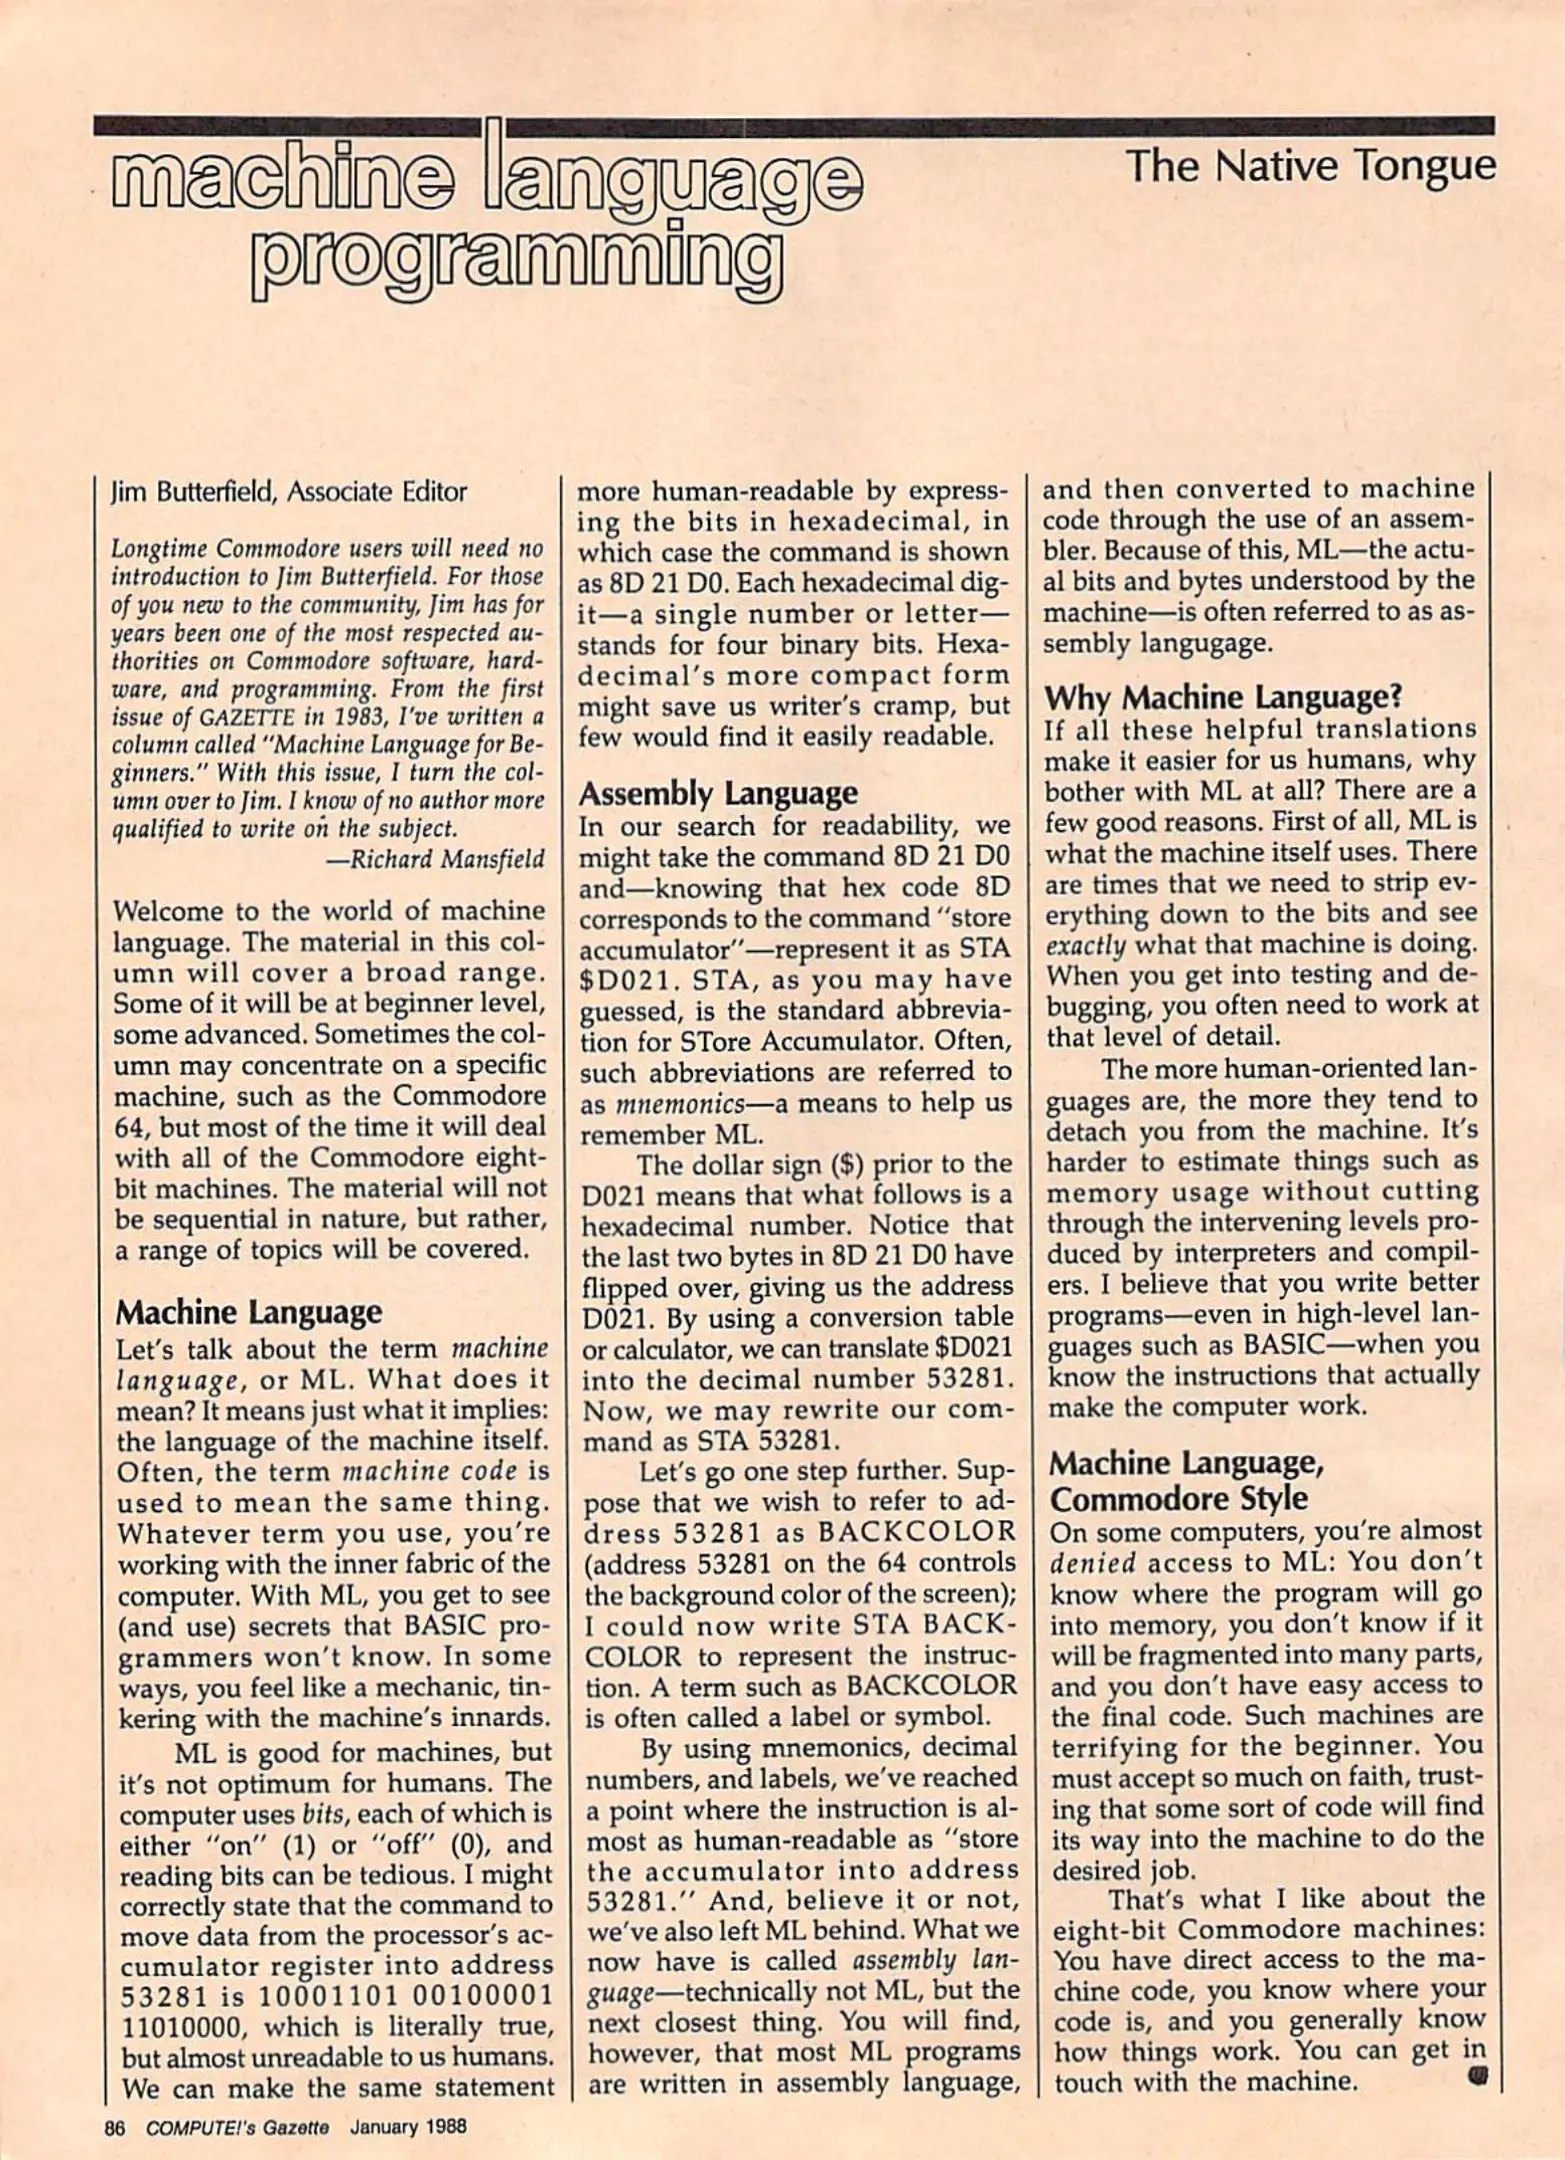 machine language
programming
The Native Tongue
Jim Butterfield, Associate Editor
Longtime Commodore users will need no
introduction to Jim Butterfield. For those
of you new to the community, Jim has for
years been one of the most respected au-
thorities on Commodore software, hard-
ware, and programming. From the first
issue of GAZETTE in 1983, I've written a
column called "Machine Language for Be-
ginners." With this issue, I turn the col-
umn over to Jim. I know of no author more
qualified to write on the subject.
—Richard Mansfield
Welcome to the world of machine
language. The material in this col-
umn will cover a broad range.
Some of it will be at beginner level,
some advanced. Sometimes the col-
umn may concentrate on a specific
machine, such as the Commodore
64, but most of the time it will deal
with all of the Commodore eight-
bit machines. The material will not
be sequential in nature, but rather,
a range of topics will be covered.
Machine Language
Let's talk about the term machine
language, or ML. What does it
mean? It means just what it implies:
the language of the machine itself.
Often, the term machine code is
used to mean the same thing.
Whatever term you use, you're
working with the inner fabric of the
computer. With ML, you get to see
(and use) secrets that BASIC pro-
grammers won't know. In some
ways, you feel like a mechanic, tin-
kering with the machine's innards.
ML is good for machines, but
it's not optimum for humans. The
computer uses bits, each of which is
either "on" (1) or "off" (0), and
reading bits can be tedious. I might
correctly state that the command to
move data from the processor's ac-
cumulator register into address
53281 is 10001101 00100001
11010000, which is literally true,
but almost unreadable to us humans.
We can make the same statement
more human-readable by express-
ing the bits in hexadecimal, in
which case the command is shown
as 8D 21 D0. Each hexadecimal dig-
it—a single number or letter—
stands for four binary bits. Hexa-
decimal's more compact form
might save us writer's cramp, but
few would find it easily readable.
Assembly Language
In our search for readability, we
might take the command 8D 21 D0
and—knowing that hex code 8D
corresponds to the command "store
accumulator"—represent it as STA
$D021. STA, as you may have
guessed, is the standard abbrevia-
tion for STore Accumulator. Often,
such abbreviations are referred to
as mnemonics—a means to help us
remember ML.
The dollar sign ($) prior to the
D021 means that what follows is a
hexadecimal number. Notice that
the last two bytes in 8D 21 D0 have
flipped over, giving us the address
D021. By using a conversion table
or calculator, we can translate $D021
into the decimal number 53281.
Now, we may rewrite our com-
mand as STA 53281.
Let's go one step further. Sup-
pose that we wish to refer to ad-
dress 53281 as BACKCOLOR
(address 53281 on the 64 controls
the background color of the screen);
I could now write STA BACK-
COLOR to represent the instruc-
tion. A term such as BACKCOLOR
is often called a label or symbol.
By using mnemonics, decimal
numbers, and labels, we've reached
a point where the instruction is al-
most as human-readable as "store
the accumulator into address
53281." And, believe it or not,
we've also left ML behind. What we
now have is called assembly lan-
guage—technically not ML, but the
next closest thing. You will find,
however, that most ML programs
are written in assembly language,
and then converted to machine
code through the use of an assem-
bler. Because of this, ML—the actu-
al bits and bytes understood by the
machine—is often referred to as as-
sembly langugage.
Why Machine Language?
If all these helpful translations
make it easier for us humans, why
bother with ML at all? There are a
few good reasons. First of all, ML is
what the machine itself uses. There
are times that we need to strip ev-
erything down to the bits and see
exactly what that machine is doing.
When you get into testing and de-
bugging, you often need to work at
that level of detail.
The more human-oriented lan-
guages are, the more they tend to
detach you from the machine. It's
harder to estimate things such as
memory usage without cutting
through the intervening levels pro-
duced by interpreters and compil-
ers. I believe that you write better
programs—even in high-level lan-
guages such as BASIC—when you
know the instructions that actually
make the computer work.
Machine Language,
Commodore Style
On some computers, you're almost
denied access to ML: You don't
know where the program will go
into memory, you don't know if it
will be fragmented into many parts,
and you don't have easy access to
the final code. Such machines are
terrifying for the beginner. You
must accept so much on faith, trust-
ing that some sort of code will find
its way into the machine to do the
desired job.
That's what I like about the
eight-bit Commodore machines:
You have direct access to the ma-
chine code, you know where your
code is, and you generally know
how things work. You can get in
touch with the machine.
86 COMPUTE!'s Gazette January 1988